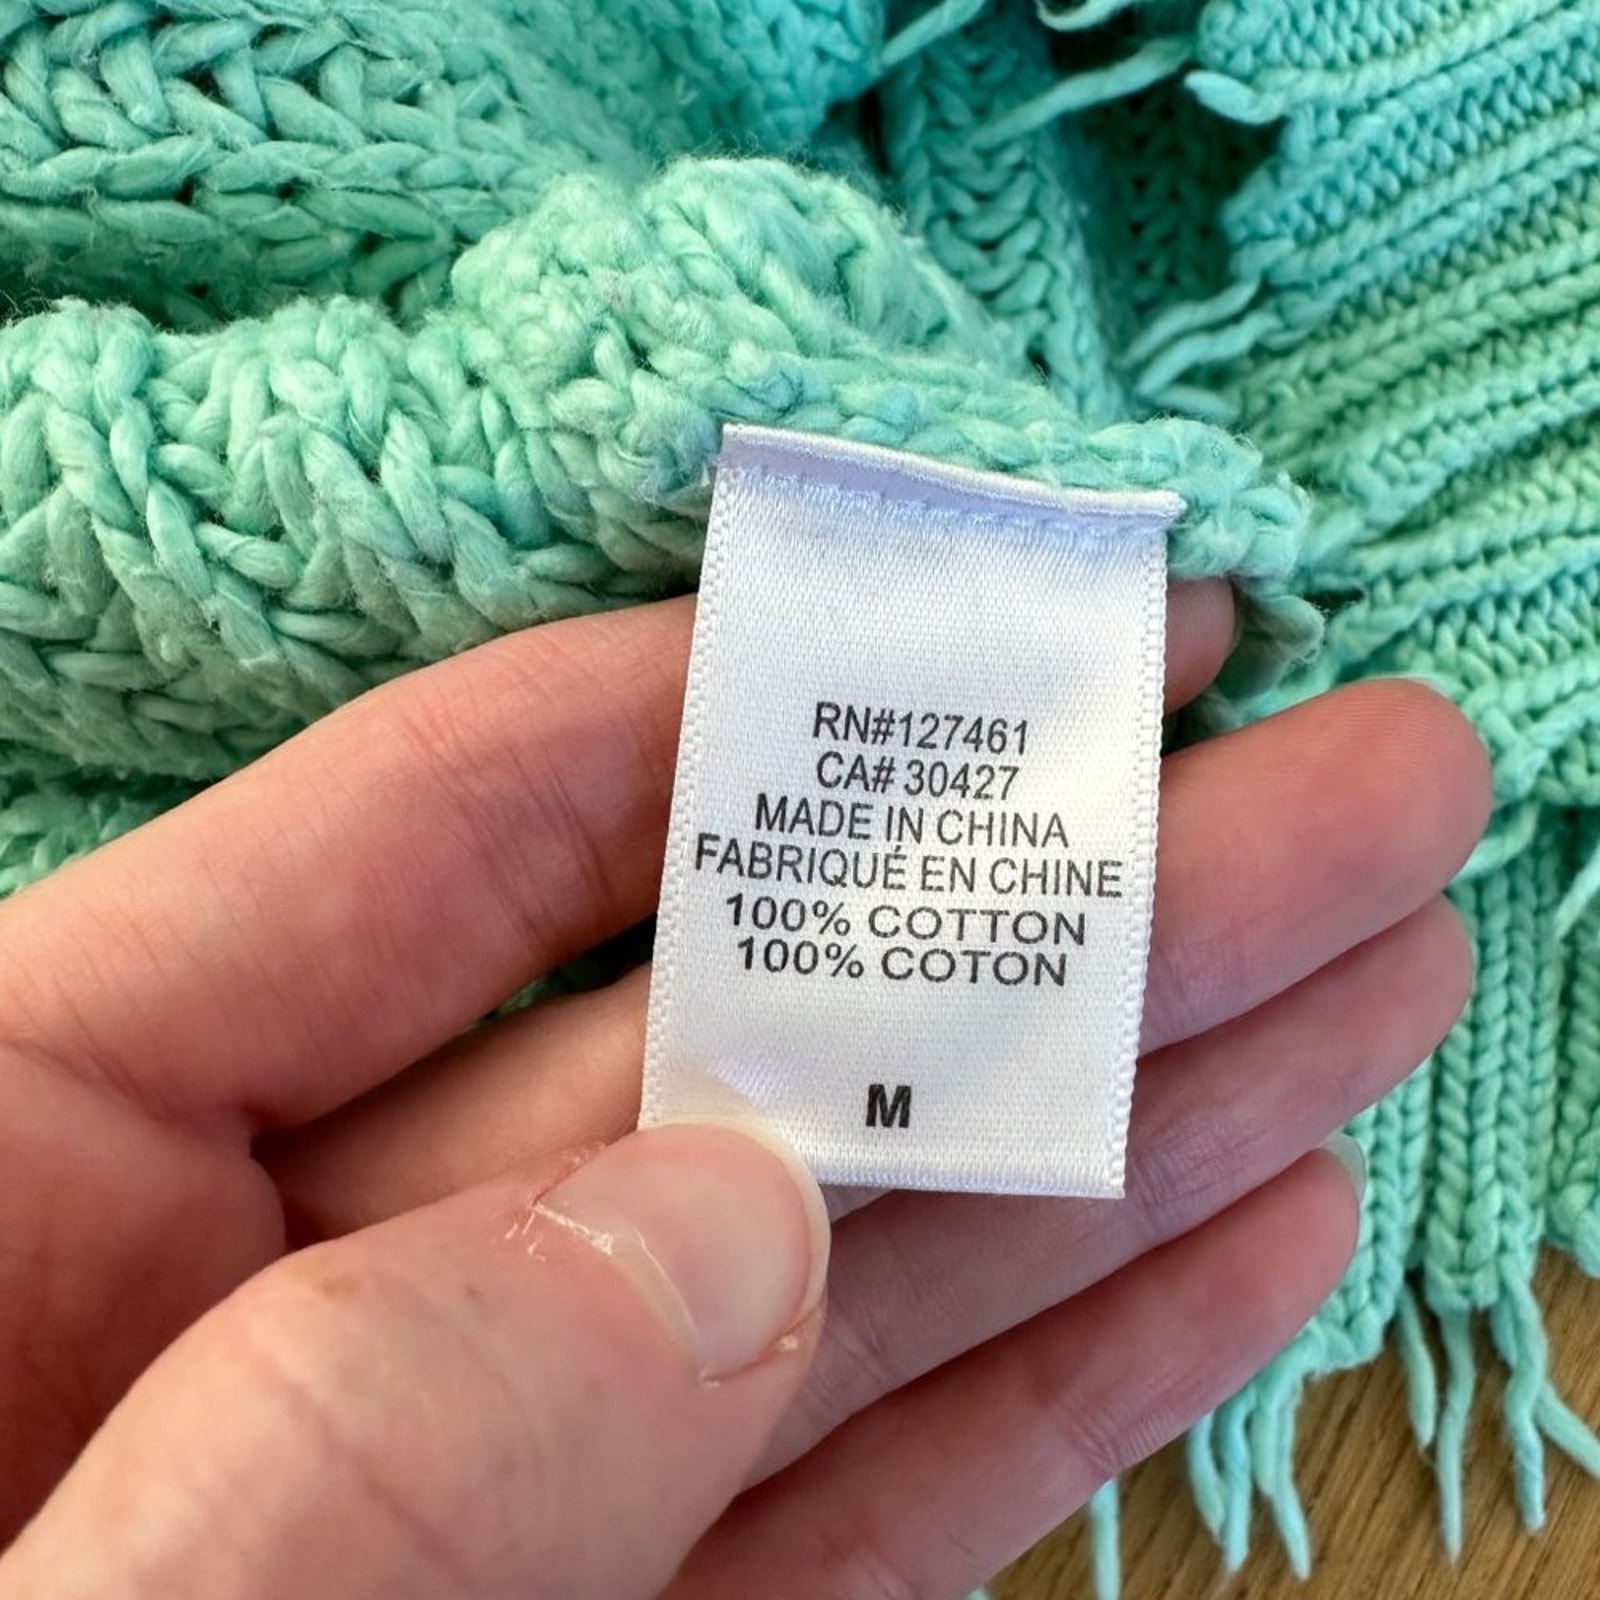 RN#127461
CA# 30427
MADE IN CHINA
FABRIQUÉ EN CHINE
100% COTTON
100% COTON
M